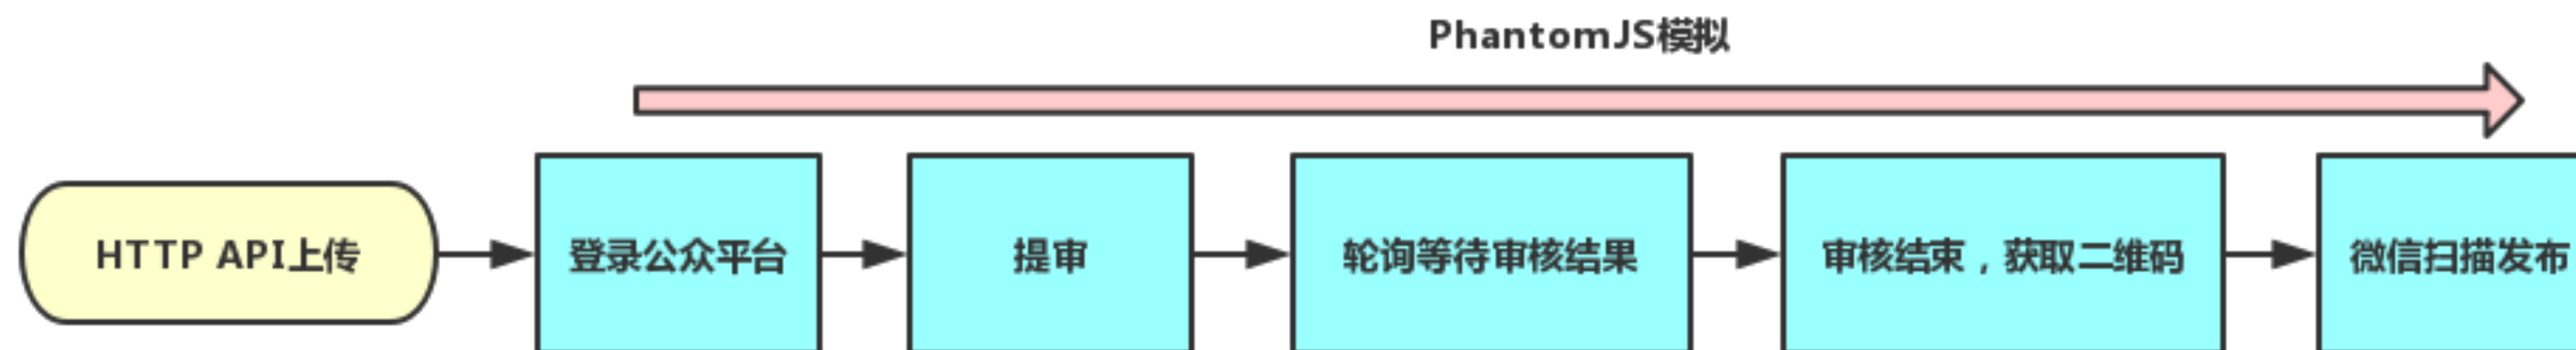 PhantomJS模拟
HTTP API上传
登录公众平台
提审
轮询等待审核结果
审核结束，获取二维码
微信扫描发布